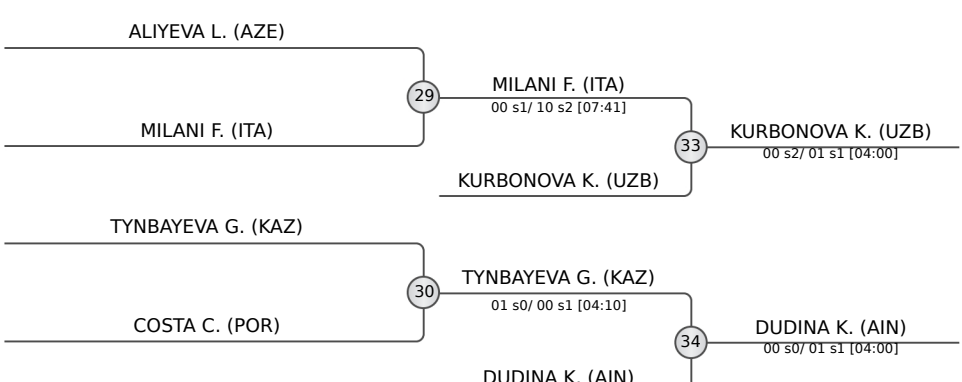 ALIYEVA L. (AZE)
29
MILANI F. (ITA)
00 s1/ 10 s2 [07:41]
MILANI F. (ITA)
33
KURBONOVA K. (UZB)
00 s2/ 01 s1 [04:00]
KURBONOVA K. (UZB)
TYNBAYEVA G. (KAZ)
30
TYNBAYEVA G. (KAZ)
01 s0/ 00 s1 [04:10]
COSTA C. (POR)
34
DUDINA K. (AIN)
00 s0/ 01 s1 [04:00]
DUDINA K. (AIN)